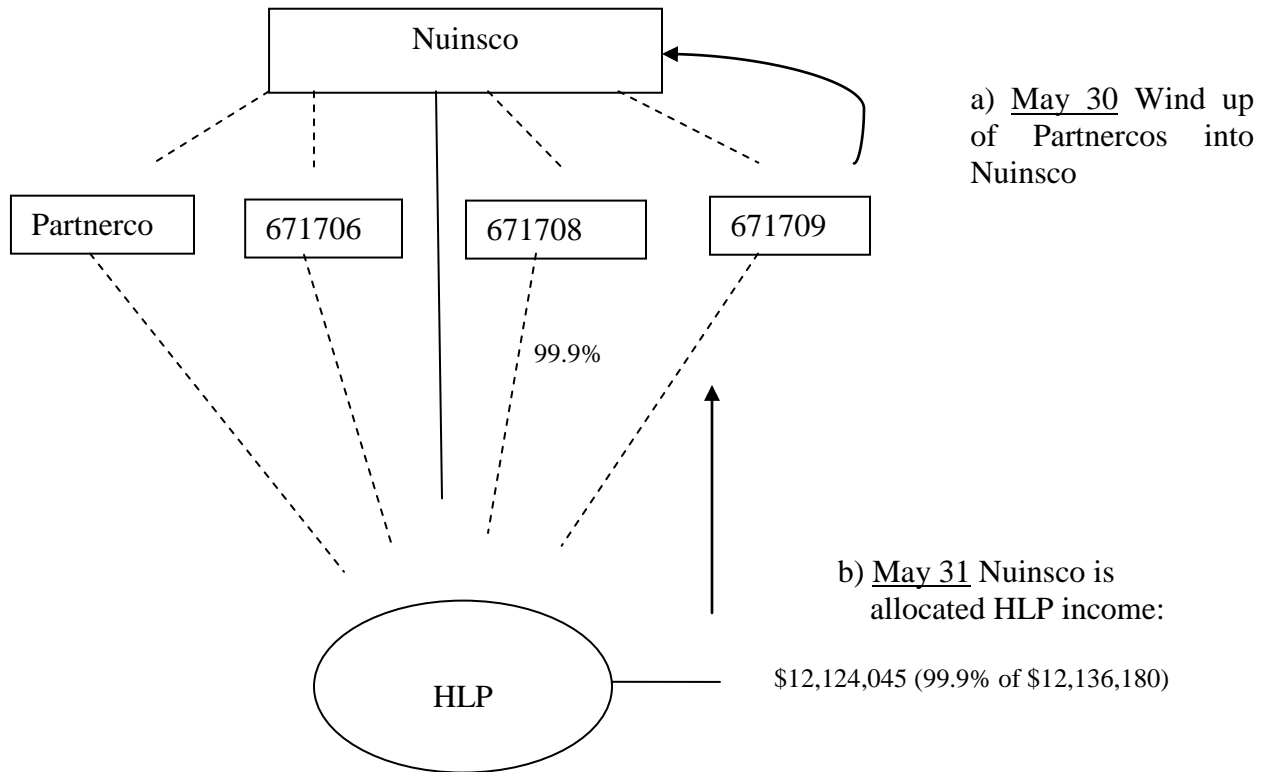 Nuinsco
a) May 30 Wind up
of Partnercos into
Nuinsco
Partnerco
671706
671708
671709
99.9%
b) May 31 Nuinsco is
allocated HLP income:
$12,124,045 (99.9% of $12,136,180)
HLP